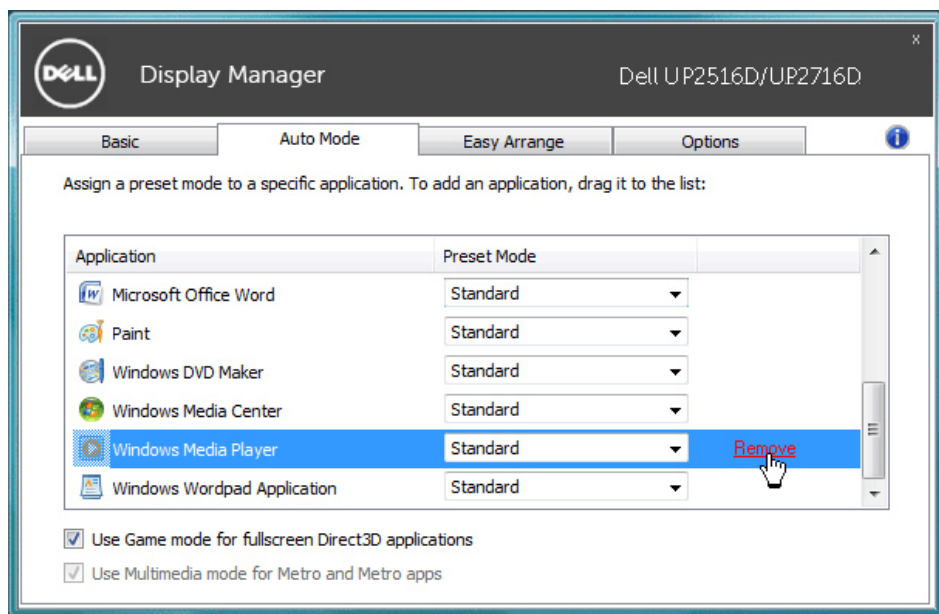 DELL Display Manager Dell UP2516D/UP2716D x
Basic Auto Mode Easy Arrange Options i
Assign a preset mode to a specific application. To add an application, drag it to the list:
Application Preset Mode
Microsoft Office Word Standard
Paint Standard
Windows DVD Maker Standard
Windows Media Center Standard
Windows Media Player Standard Remove
Windows Wordpad Application Standard
Use Game mode for fullscreen Direct3D applications
Use Multimedia mode for Metro and Metro apps